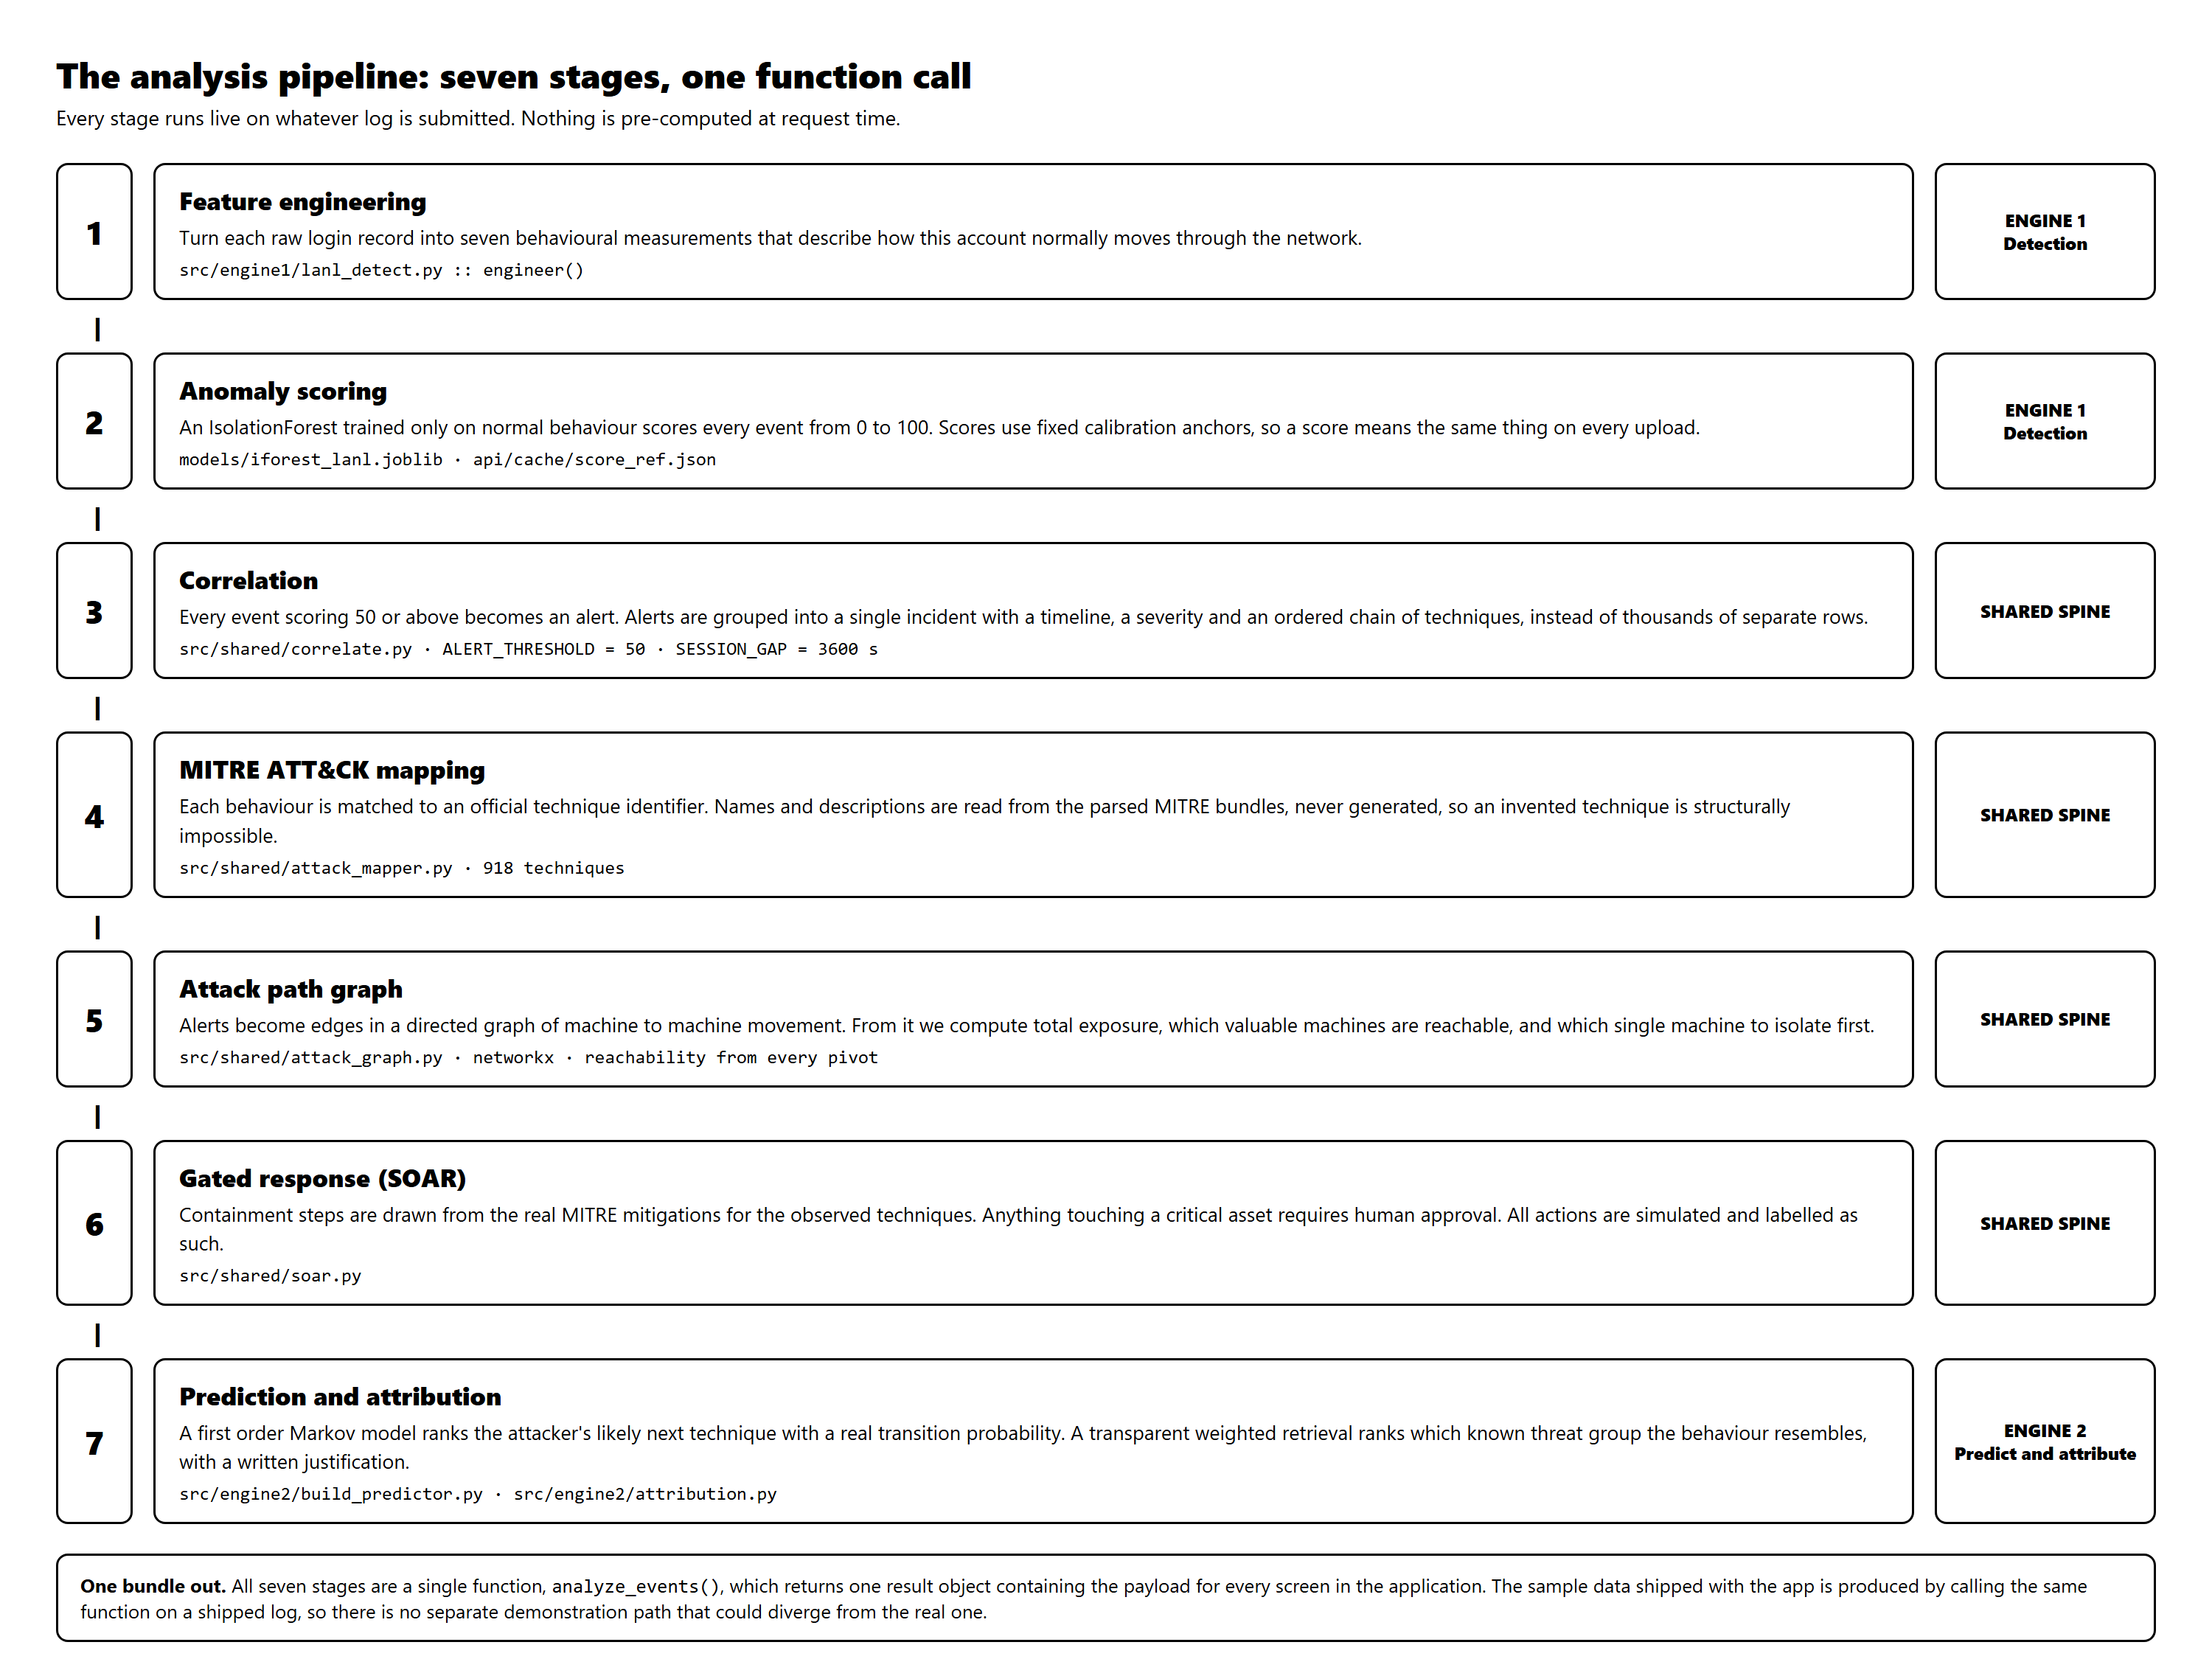 The analysis pipeline: seven stages, one function call
Every stage runs live on whatever log is submitted. Nothing is pre-computed at request time.
1
Feature engineering
Turn each raw login record into seven behavioural measurements that describe how this account normally moves through the network.
src/engine1/lanl_detect.py :: engineer()
ENGINE 1
Detection
2
Anomaly scoring
An IsolationForest trained only on normal behaviour scores every event from 0 to 100. Scores use fixed calibration anchors, so a score means the same thing on every upload.
models/iforest_lanl.joblib · api/cache/score_ref.json
ENGINE 1
Detection
3
Correlation
Every event scoring 50 or above becomes an alert. Alerts are grouped into a single incident with a timeline, a severity and an ordered chain of techniques, instead of thousands of separate rows.
src/shared/correlate.py · ALERT_THRESHOLD = 50 · SESSION_GAP = 3600 s
SHARED SPINE
4
MITRE ATT&CK mapping
Each behaviour is matched to an official technique identifier. Names and descriptions are read from the parsed MITRE bundles, never generated, so an invented technique is structurally
impossible.
src/shared/attack_mapper.py · 918 techniques
SHARED SPINE
5
Attack path graph
Alerts become edges in a directed graph of machine to machine movement. From it we compute total exposure, which valuable machines are reachable, and which single machine to isolate first.
src/shared/attack_graph.py · networkx · reachability from every pivot
SHARED SPINE
6
Gated response (SOAR)
Containment steps are drawn from the real MITRE mitigations for the observed techniques. Anything touching a critical asset requires human approval. All actions are simulated and labelled as
such.
src/shared/soar.py
SHARED SPINE
7
Prediction and attribution
A first order Markov model ranks the attacker's likely next technique with a real transition probability. A transparent weighted retrieval ranks which known threat group the behaviour resembles,
with a written justification.
src/engine2/build_predictor.py · src/engine2/attribution.py
ENGINE 2
Predict and attribute
One bundle out. All seven stages are a single function, analyze_events(), which returns one result object containing the payload for every screen in the application. The sample data shipped with the app is produced by calling the same
function on a shipped log, so there is no separate demonstration path that could diverge from the real one.